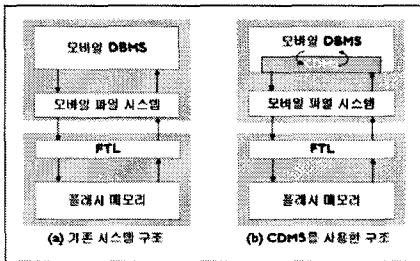 모바일 DBMS
모바일 파일 시스템
FTL
플래시 메모리
(a) 기존 시스템 구조
모바일 DBMS
CDMS
모바일 파일 시스템
FTL
플래시 메모리
(b) CDMS를 사용한 구조